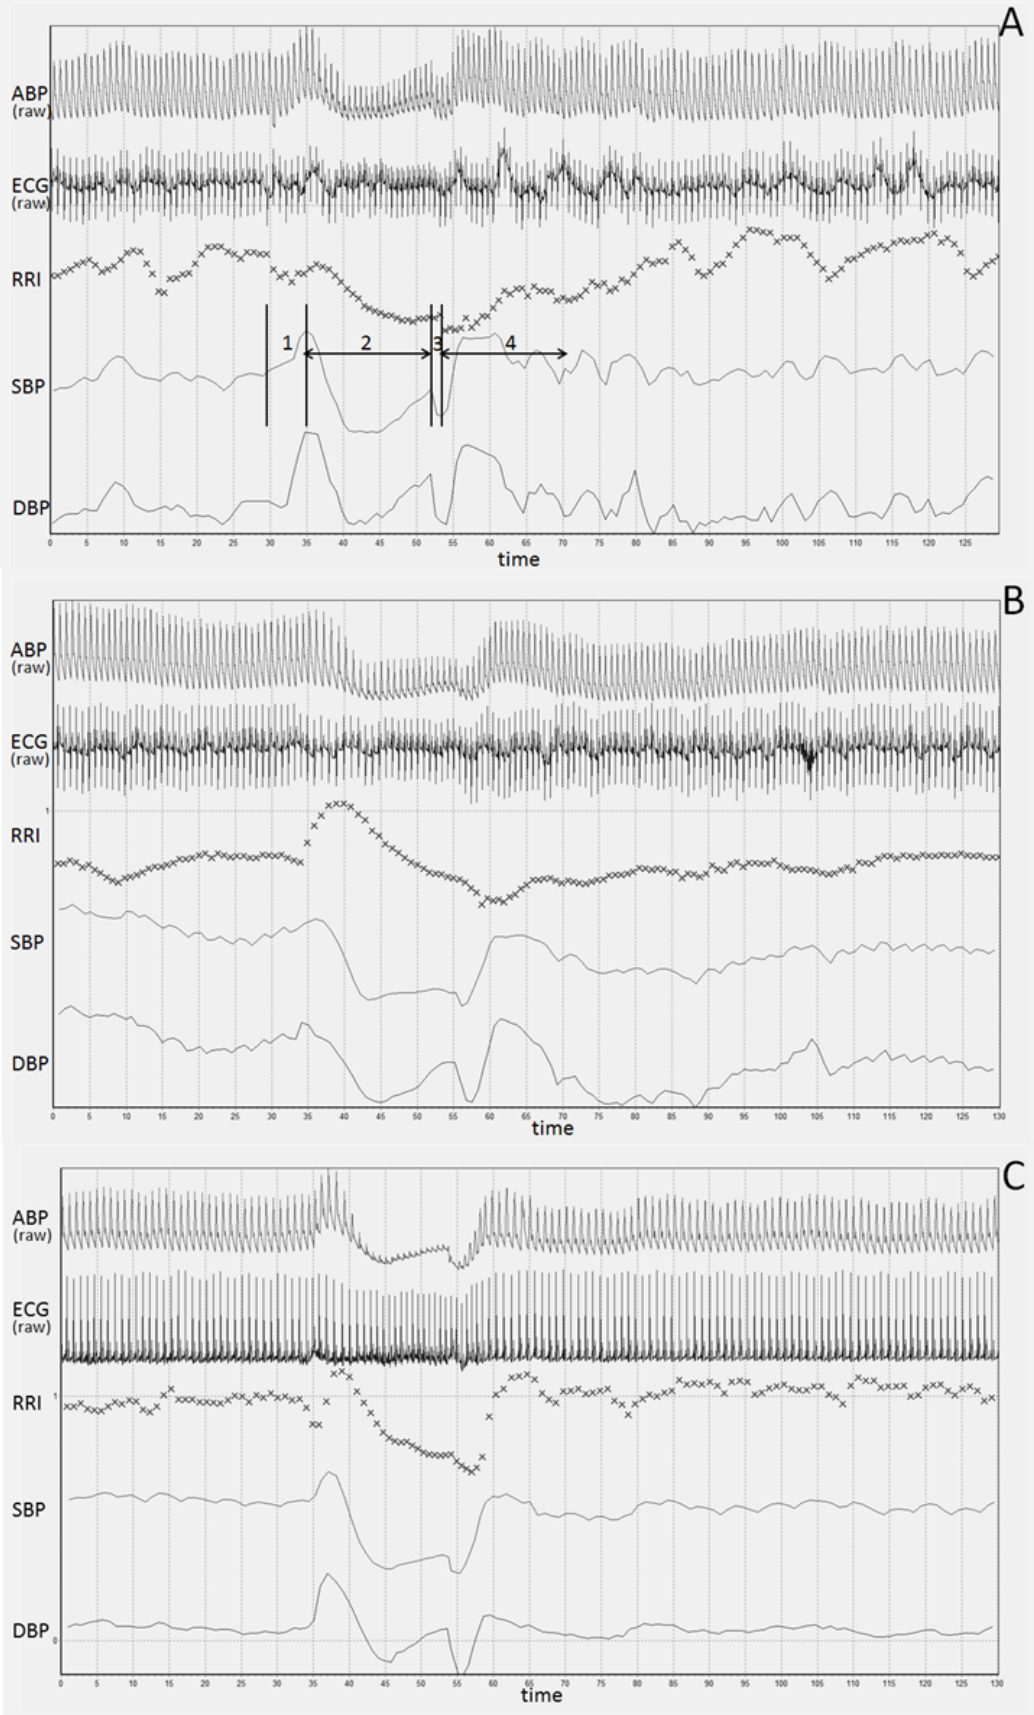 A
ABP
(raw)
ECG
(raw)
RRI
1 2 3 4
SBP
DBP
0 5 10 15 20 25 30 35 40 45 50 55 60 65 70 75 80 85 90 95 100 105 110 115 120 125
time
B
ABP
(raw)
ECG
(raw)
1
RRI
SBP
DBP
0 5 10 15 20 25 30 35 40 45 50 55 60 65 70 75 80 85 90 95 100 105 110 115 120 125 130
time
C
ABP
(raw)
ECG
(raw)
1
RRI
SBP
DBP
0
0 5 10 15 20 25 30 35 40 45 50 55 60 65 70 75 80 85 90 95 100 105 110 115 120 125 130
time